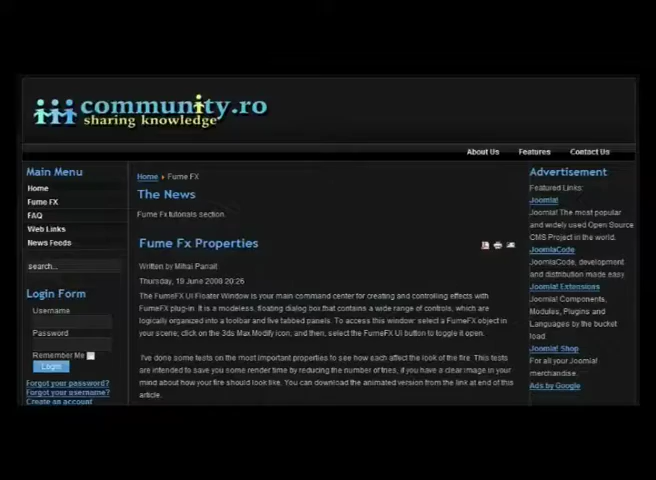 community.ro
sharing knowledge
About Us Features Contact Us
Main Menu
Home
Fume FX
FAQ
Web Links
News Feeds
search...
Login Form
Username
Password
Remember Me
Login
Forgot your password?
Forgot your username?
Create an account
Home Fume FX
The News
Fume Fx tutorials section.
Fume Fx Properties
Written by Mihai Panait
Thursday, 19 June 2008 20:26
The FumeFX UI Floater Window is your main command center for creating and controlling effects with
FumeFX plug-in. It is a modeless, floating dialog box that contains a wide range of controls, which are
logically organized into a toolbar and five tabbed panels. To access this window: select a FumeFX object in
your scene; click on the 3ds Max Modify icon; and then, select the FumeFX UI button to toggle it open.
I've done some tests on the most important properties to see how each affect the look of the fire. This tests
are intended to save you some render time by reducing the number of tries, if you have a clear image in your
mind about how your fire should look like. You can download the animated version from the link at end of this
article.
Advertisement
Featured Links:
Joomla!
Joomla! The most popular
and widely used Open Source
CMS Project in the world.
JoomlaCode
JoomlaCode, development
and distribution made easy.
Joomla! Extensions
Joomla! Components,
Modules, Plugins and
Languages by the bucket
load.
Joomla! Shop
For all your Joomla!
merchandise.
Ads by Google